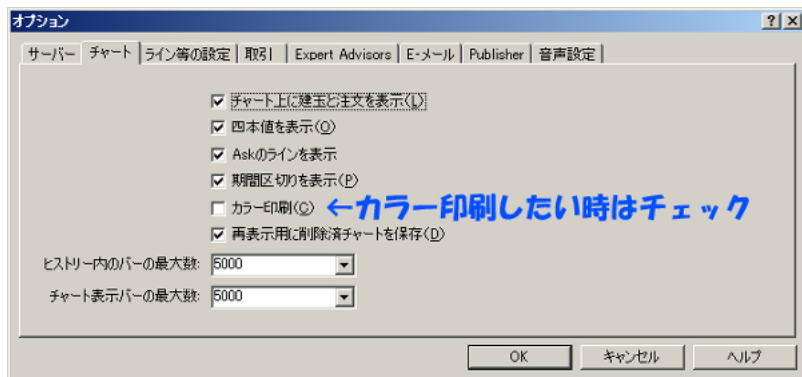 オプション
サーバー チャート ライン等の設定 取引 Expert Advisors E-メール Publisher 音声設定
チャート上に建玉と注文を表示(L)
四本値を表示(O)
Askのラインを表示
期間区切りを表示(P)
カラー印刷(C) ←カラー印刷したい時はチェック
再表示用に削除済チャートを保存(D)
ヒストリー内のバーの最大数: 5000
チャート表示バーの最大数: 5000
OK キャンセル ヘルプ